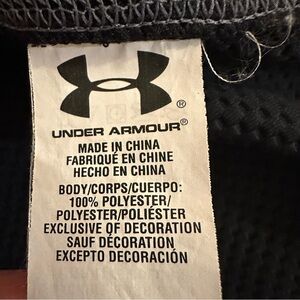 UNDER ARMOUR®
MADE IN CHINA
FABRIQUÉ EN CHINE
HECHO EN CHINA
BODY/CORPS/CUERPO:
100% POLYESTER/
POLYESTER/POLIÉSTER
EXCLUSIVE OF DECORATION
SAUF DÉCORATION
EXCEPTO DECORACIÓN